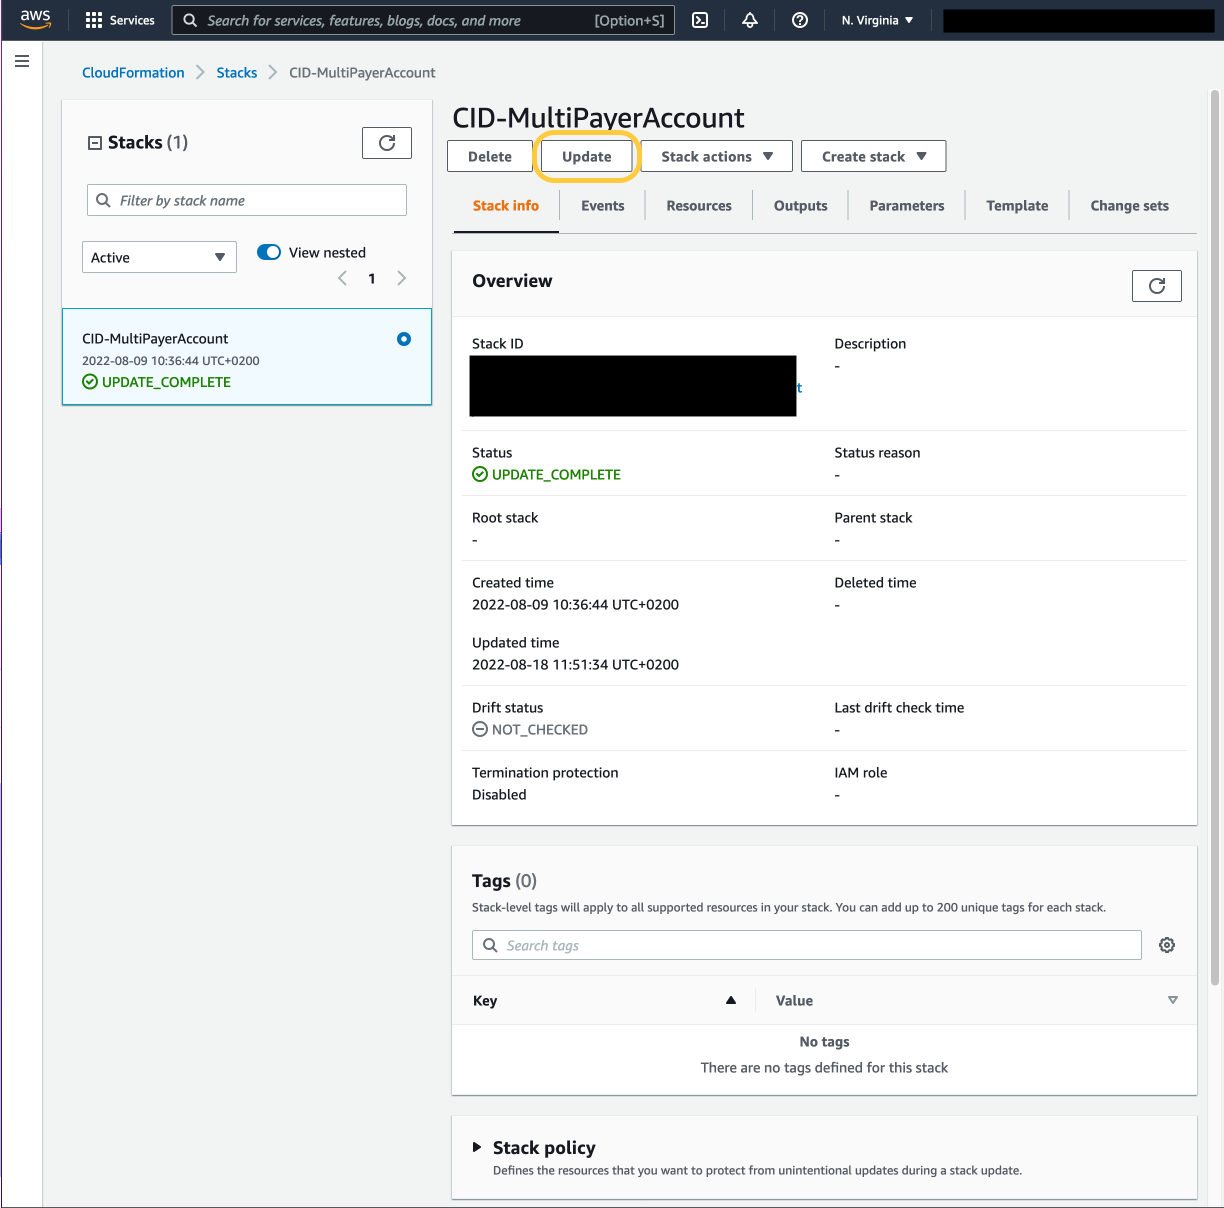 aws
Services
Search for services, features, blogs, docs, and more
[Option+S]
N. Virginia
CloudFormation
Stacks
CID-MultiPayerAccount
Stacks (1)
Filter by stack name
Active
View nested
1
CID-MultiPayerAccount
2022-08-09 10:36:44 UTC+0200
UPDATE_COMPLETE
CID-MultiPayerAccount
Delete
Update
Stack actions
Create stack
Stack info
Events
Resources
Outputs
Parameters
Template
Change sets
Overview
Stack ID
t
Description
-
Status
UPDATE_COMPLETE
Status reason
-
Root stack
-
Parent stack
-
Created time
2022-08-09 10:36:44 UTC+0200
Deleted time
-
Updated time
2022-08-18 11:51:34 UTC+0200
Drift status
NOT_CHECKED
Last drift check time
-
Termination protection
Disabled
IAM role
-
Tags (0)
Stack-level tags will apply to all supported resources in your stack. You can add up to 200 unique tags for each stack.
Search tags
Key
Value
No tags
There are no tags defined for this stack
Stack policy
Defines the resources that you want to protect from unintentional updates during a stack update.